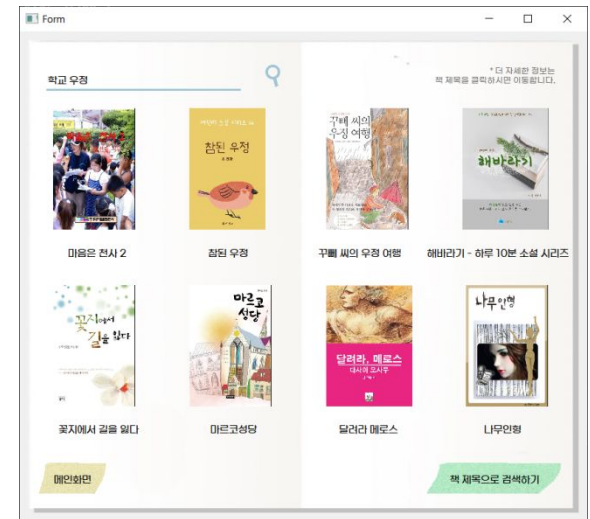 Form
학교 우정
* 더 자세한 정보는
책 제목을 클릭하시면 이동합니다.
참된 우정
꾸뻬 씨의
우정 여행
해바라기
마음은 천사 2
참된 우정
꾸뻬 씨의 우정 여행
해바라기 - 하루 10분 소설 시리즈
꽃지에서
길을 잃다
마르코
성당
달려라, 메로스
다자이 오사무
나무인형
꽃지에서 길을 잃다
마르코성당
달려라 메로스
나무인형
메인화면
책 제목으로 검색하기